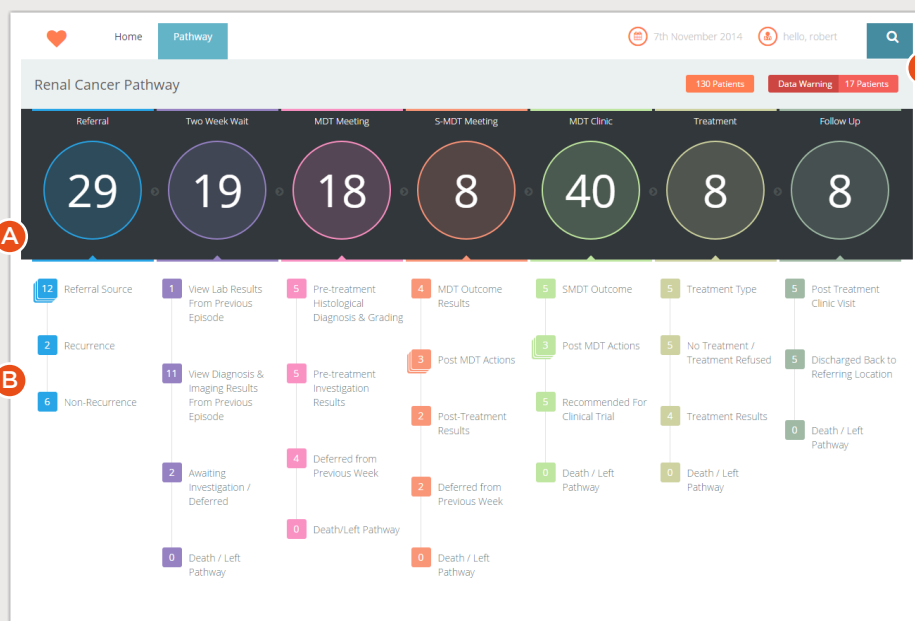 Home
Pathway
7th November 2014
hello, robert
Renal Cancer Pathway
130 Patients
Data Warning 17 Patients
Referral
Two Week Wait
MDT Meeting
S-MDT Meeting
MDT Clinic
Treatment
Follow Up
29
19
18
8
40
8
8
A
B
12 Referral Source
2 Recurrence
6 Non-Recurrence
1 View Lab Results
From Previous
Episode
11 View Diagnosis &
Imaging Results
From Previous
Episode
2 Awaiting
Investigation /
Deferred
0 Death / Left
Pathway
5 Pre-treatment
Histological
Diagnosis & Grading
5 Pre-treatment
Investigation
Results
4 Deferred from
Previous Week
0 Death/Left Pathway
4 MDT Outcome
Results
3 Post MDT Actions
2 Post-Treatment
Results
2 Deferred from
Previous Week
0 Death / Left
Pathway
5 SMDT Outcome
3 Post MDT Actions
5 Recommended For
Clinical Trial
0 Death / Left
Pathway
5 Treatment Type
5 No Treatment /
Treatment Refused
4 Treatment Results
0 Death / Left
Pathway
5 Post Treatment
Clinic Visit
5 Discharged Back to
Referring Location
0 Death / Left
Pathway